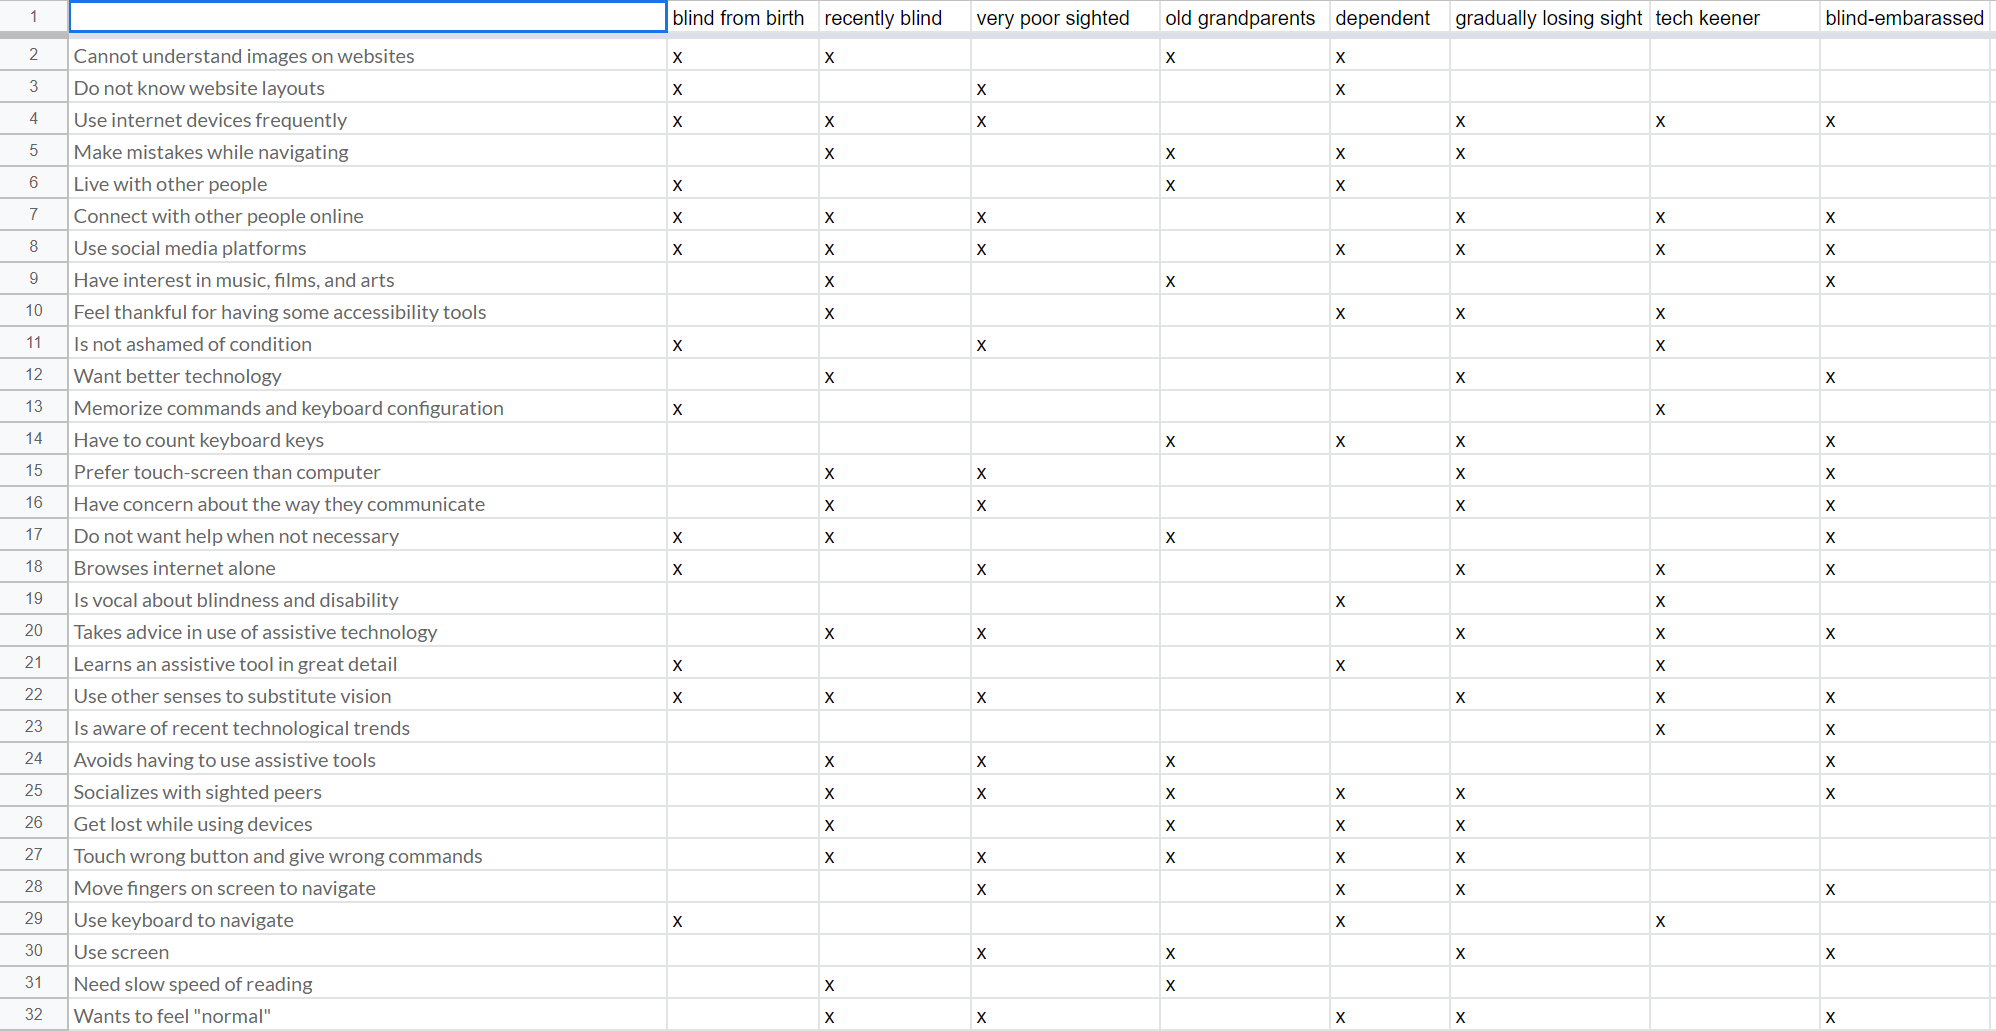 1 blind from birth recently blind very poor sighted old grandparents dependent gradually losing sight tech keener blind-embarassed
2 Cannot understand images on websites x x x x
3 Do not know website layouts x x x
4 Use internet devices frequently x x x x x x
5 Make mistakes while navigating x x x x
6 Live with other people x x x
7 Connect with other people online x x x x x x
8 Use social media platforms x x x x x x x
9 Have interest in music, films, and arts x x x
10 Feel thankful for having some accessibility tools x x x x
11 Is not ashamed of condition x x x
12 Want better technology x x x
13 Memorize commands and keyboard configuration x x
14 Have to count keyboard keys x x x x
15 Prefer touch-screen than computer x x x x
16 Have concern about the way they communicate x x x x
17 Do not want help when not necessary x x x x
18 Browses internet alone x x x x x
19 Is vocal about blindness and disability x x
20 Takes advice in use of assistive technology x x x x x
21 Learns an assistive tool in great detail x x x
22 Use other senses to substitute vision x x x x x x
23 Is aware of recent technological trends x x
24 Avoids having to use assistive tools x x x x
25 Socializes with sighted peers x x x x x x
26 Get lost while using devices x x x x
27 Touch wrong button and give wrong commands x x x x x
28 Move fingers on screen to navigate x x x x
29 Use keyboard to navigate x x x
30 Use screen x x x x
31 Need slow speed of reading x x
32 Wants to feel "normal" x x x x x